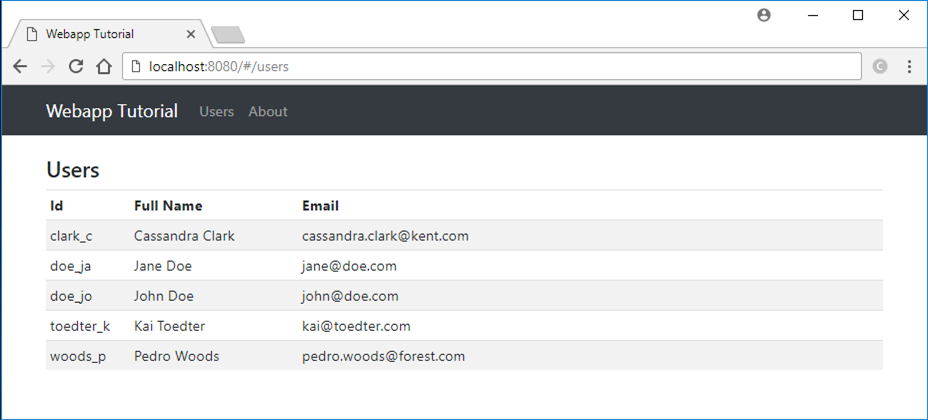 Webapp Tutorial
localhost:8080/#/users
Webapp Tutorial Users About
Users
Id Full Name Email
clark_c Cassandra Clark cassandra.clark@kent.com
doe_ja Jane Doe jane@doe.com
doe_jo John Doe john@doe.com
toedter_k Kai Toedter kai@toedter.com
woods_p Pedro Woods pedro.woods@forest.com